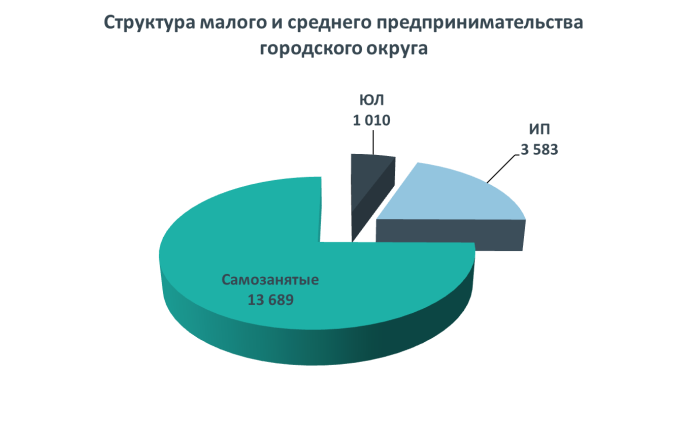 Структура малого и среднего предпринимательства
городского округа
ЮЛ
1 010
ИП
3 583
Самозанятые
13 689